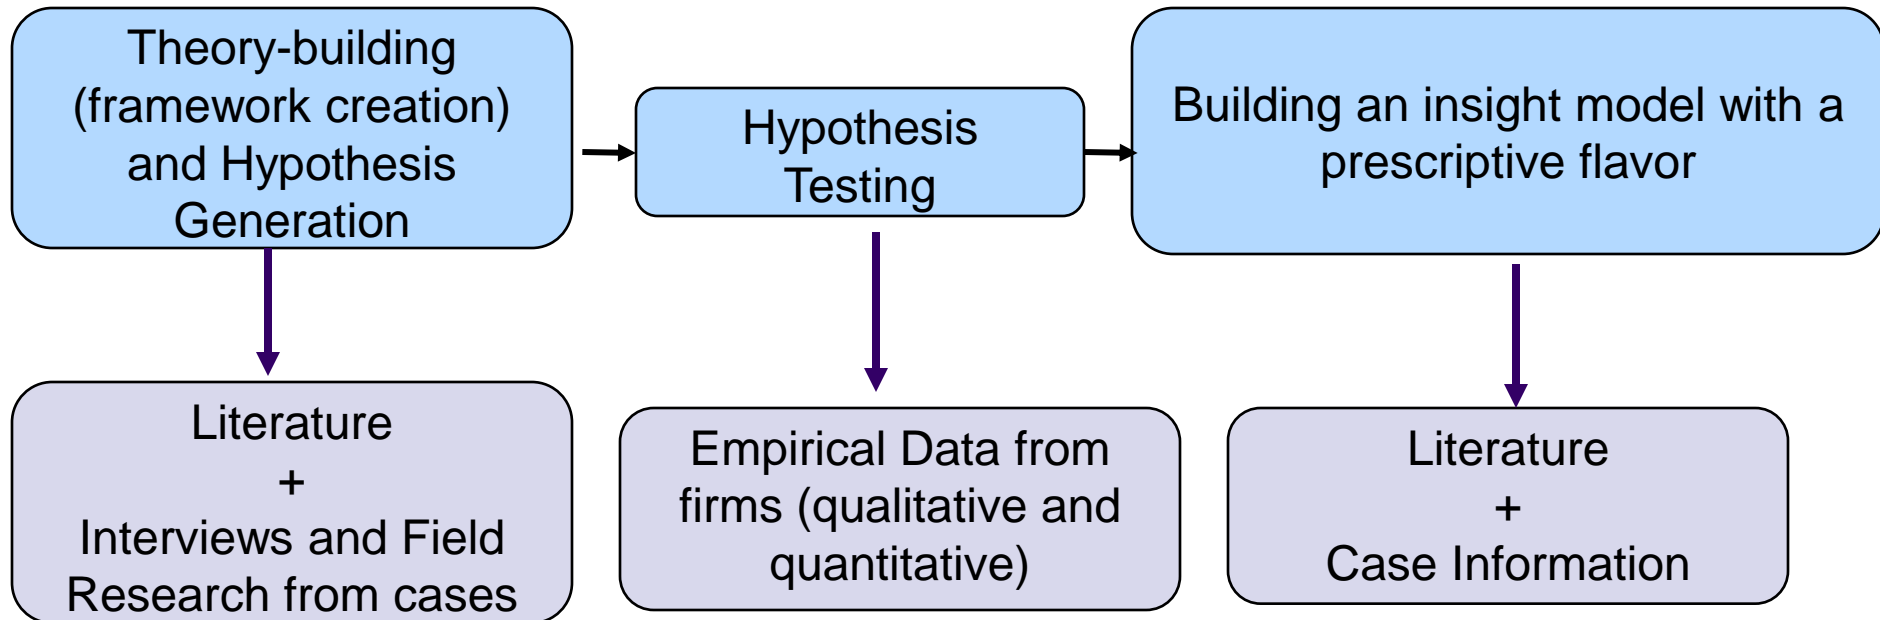 Theory-building
(framework creation)
and Hypothesis
Generation
Hypothesis
Testing
Building an insight model with a
prescriptive flavor
Literature
+
Interviews and Field
Research from cases
Empirical Data from
firms (qualitative and
quantitative)
Literature
+
Case Information